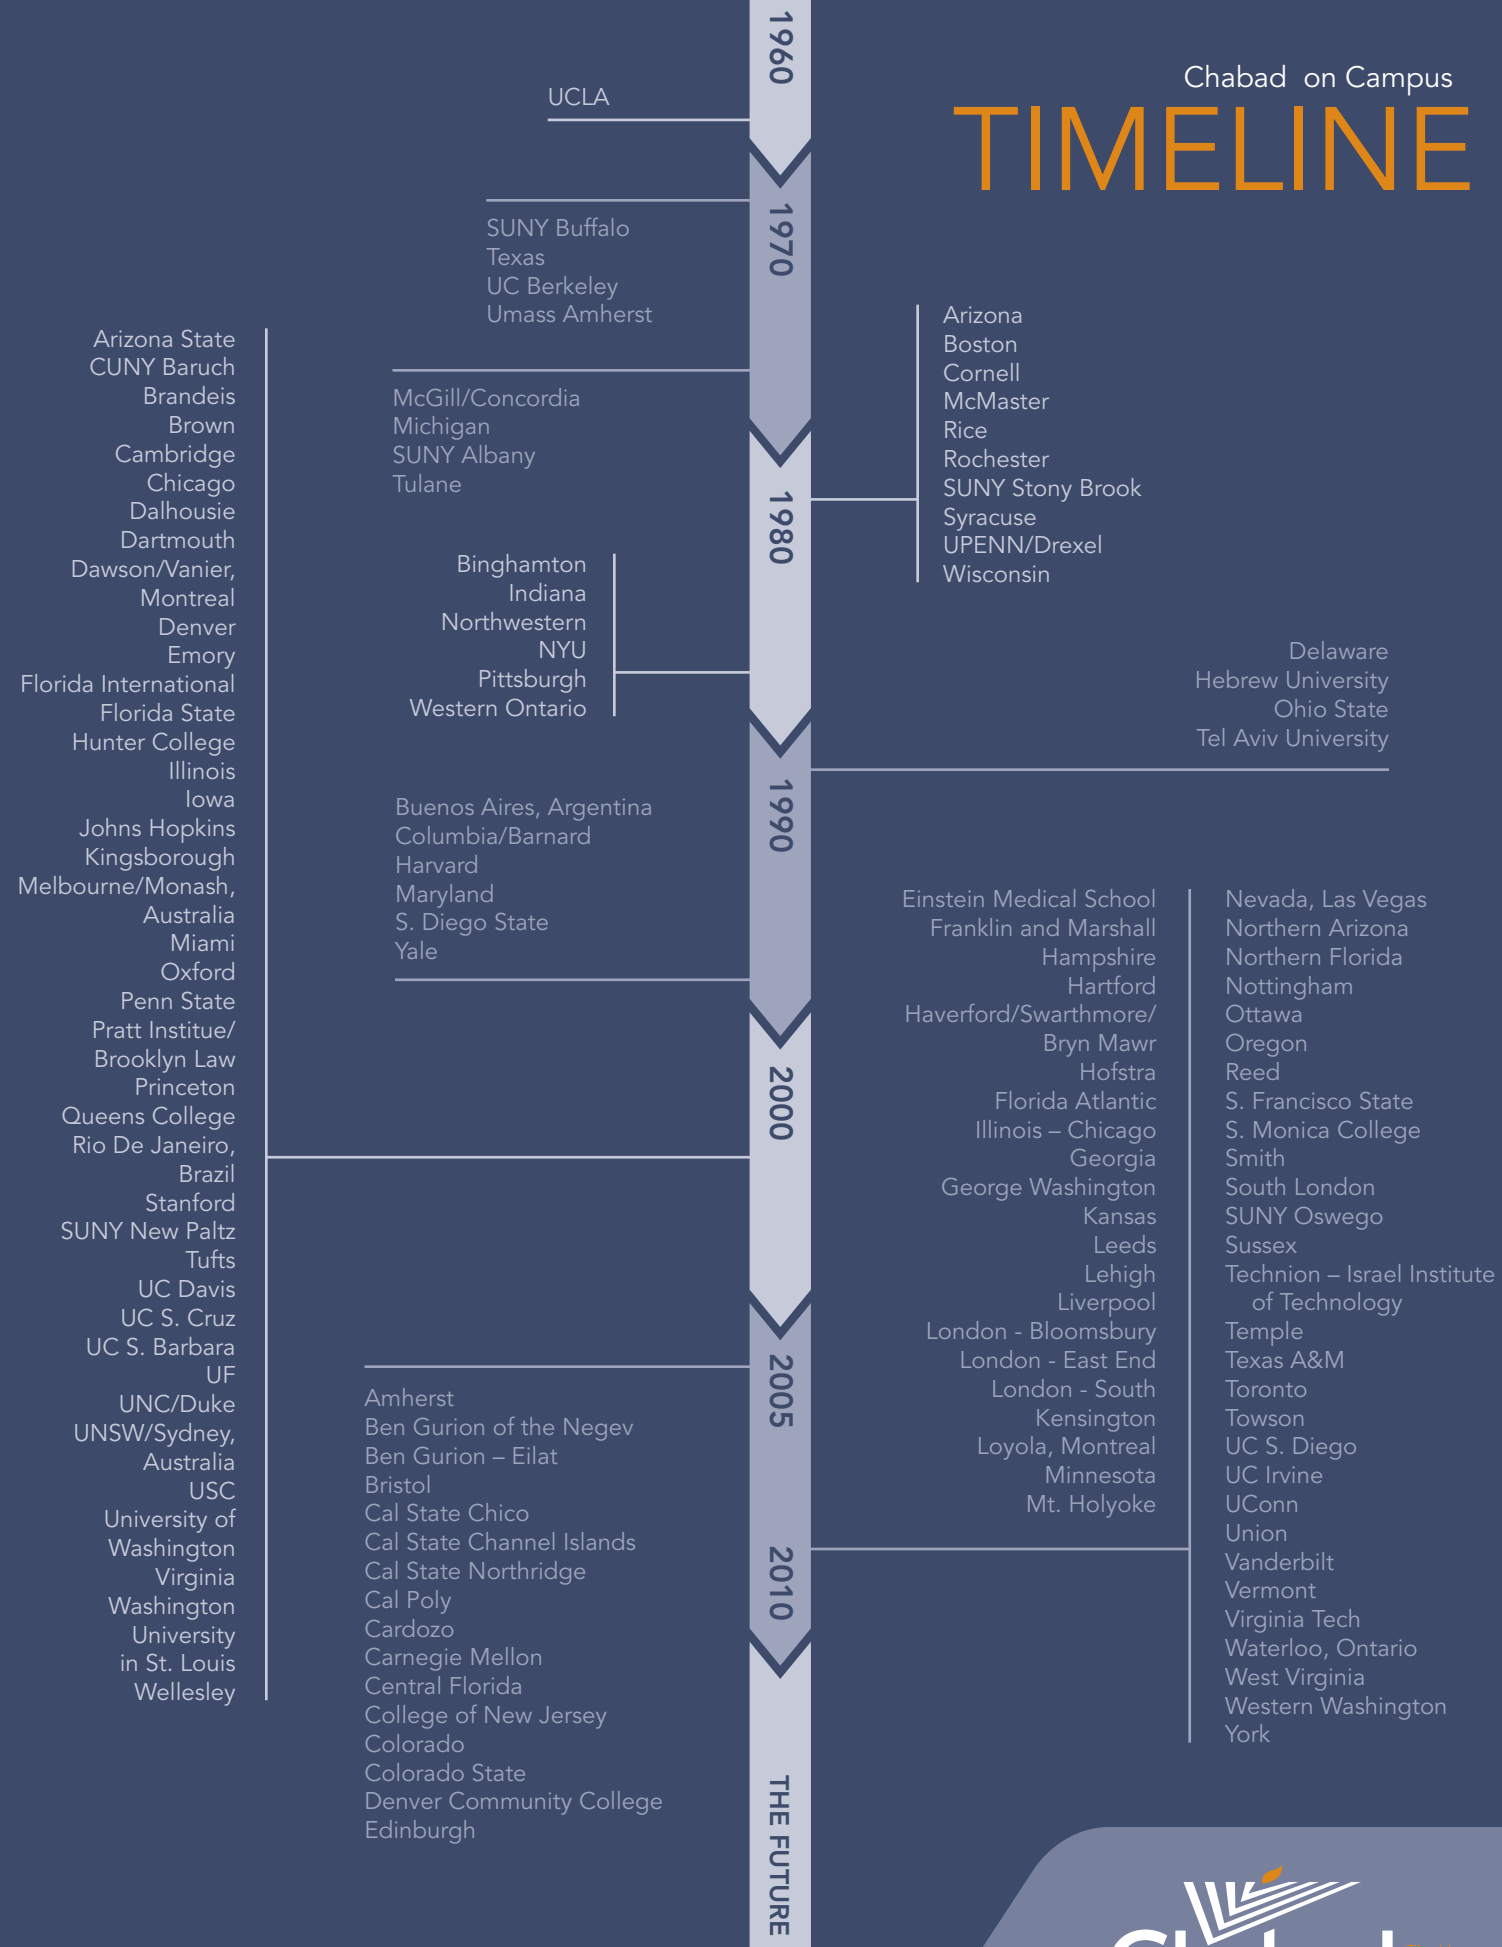 Chabad on Campus
TIMELINE
1960
UCLA
1970
SUNY Buffalo
Texas
UC Berkeley
Umass Amherst
McGill/Concordia
Michigan
SUNY Albany
Tulane
1980
Arizona
Boston
Cornell
McMaster
Rice
Rochester
SUNY Stony Brook
Syracuse
UPENN/Drexel
Wisconsin
Binghamton
Indiana
Northwestern
NYU
Pittsburgh
Western Ontario
1990
Delaware
Hebrew University
Ohio State
Tel Aviv University
Buenos Aires, Argentina
Columbia/Barnard
Harvard
Maryland
S. Diego State
Yale
2000
Arizona State
CUNY Baruch
Brandeis
Brown
Cambridge
Chicago
Dalhousie
Dartmouth
Dawson/Vanier,
Montreal
Denver
Emory
Florida International
Florida State
Hunter College
Illinois
Iowa
Johns Hopkins
Kingsborough
Melbourne/Monash,
Australia
Miami
Oxford
Penn State
Pratt Institue/
Brooklyn Law
Princeton
Queens College
Rio De Janeiro,
Brazil
Stanford
SUNY New Paltz
Tufts
UC Davis
UC S. Cruz
UC S. Barbara
UF
UNC/Duke
UNSW/Sydney,
Australia
USC
University of
Washington
Virginia
Washington
University
in St. Louis
Wellesley
2005
Amherst
Ben Gurion of the Negev
Ben Gurion – Eilat
Bristol
Cal State Chico
Cal State Channel Islands
Cal State Northridge
Cal Poly
Cardozo
Carnegie Mellon
Central Florida
College of New Jersey
Colorado
Colorado State
Denver Community College
Edinburgh
2010
Einstein Medical School
Franklin and Marshall
Hampshire
Hartford
Haverford/Swarthmore/
Bryn Mawr
Hofstra
Florida Atlantic
Illinois – Chicago
Georgia
George Washington
Kansas
Leeds
Lehigh
Liverpool
London - Bloomsbury
London - East End
London - South
Kensington
Loyola, Montreal
Minnesota
Mt. Holyoke
Nevada, Las Vegas
Northern Arizona
Northern Florida
Nottingham
Ottawa
Oregon
Reed
S. Francisco State
S. Monica College
Smith
South London
SUNY Oswego
Sussex
Technion – Israel Institute
of Technology
Temple
Texas A&M
Toronto
Towson
UC S. Diego
UC Irvine
UConn
Union
Vanderbilt
Vermont
Virginia Tech
Waterloo, Ontario
West Virginia
Western Washington
York
THE FUTURE